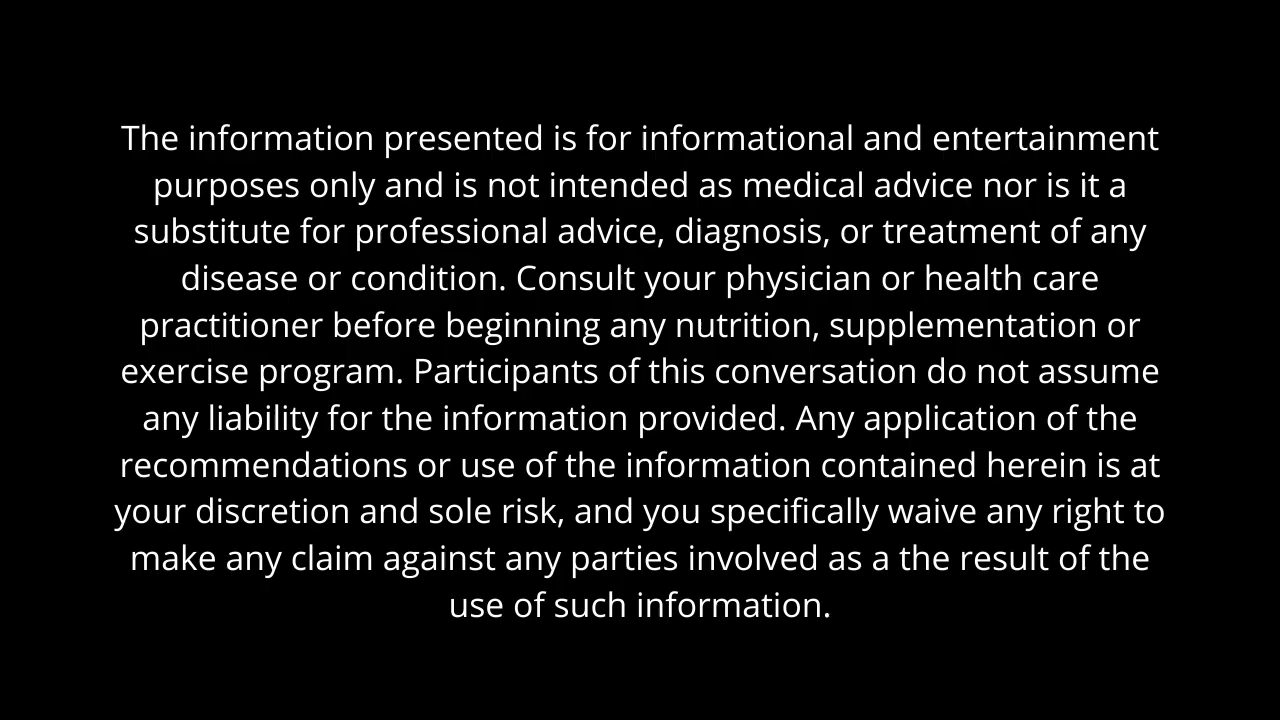 The information presented is for informational and entertainment
purposes only and is not intended as medical advice nor is it a
substitute for professional advice, diagnosis, or treatment of any
disease or condition. Consult your physician or health care
practitioner before beginning any nutrition, supplementation or
exercise program. Participants of this conversation do not assume
any liability for the information provided. Any application of the
recommendations or use of the information contained herein is at
your discretion and sole risk, and you specifically waive any right to
make any claim against any parties involved as a the result of the
use of such information.